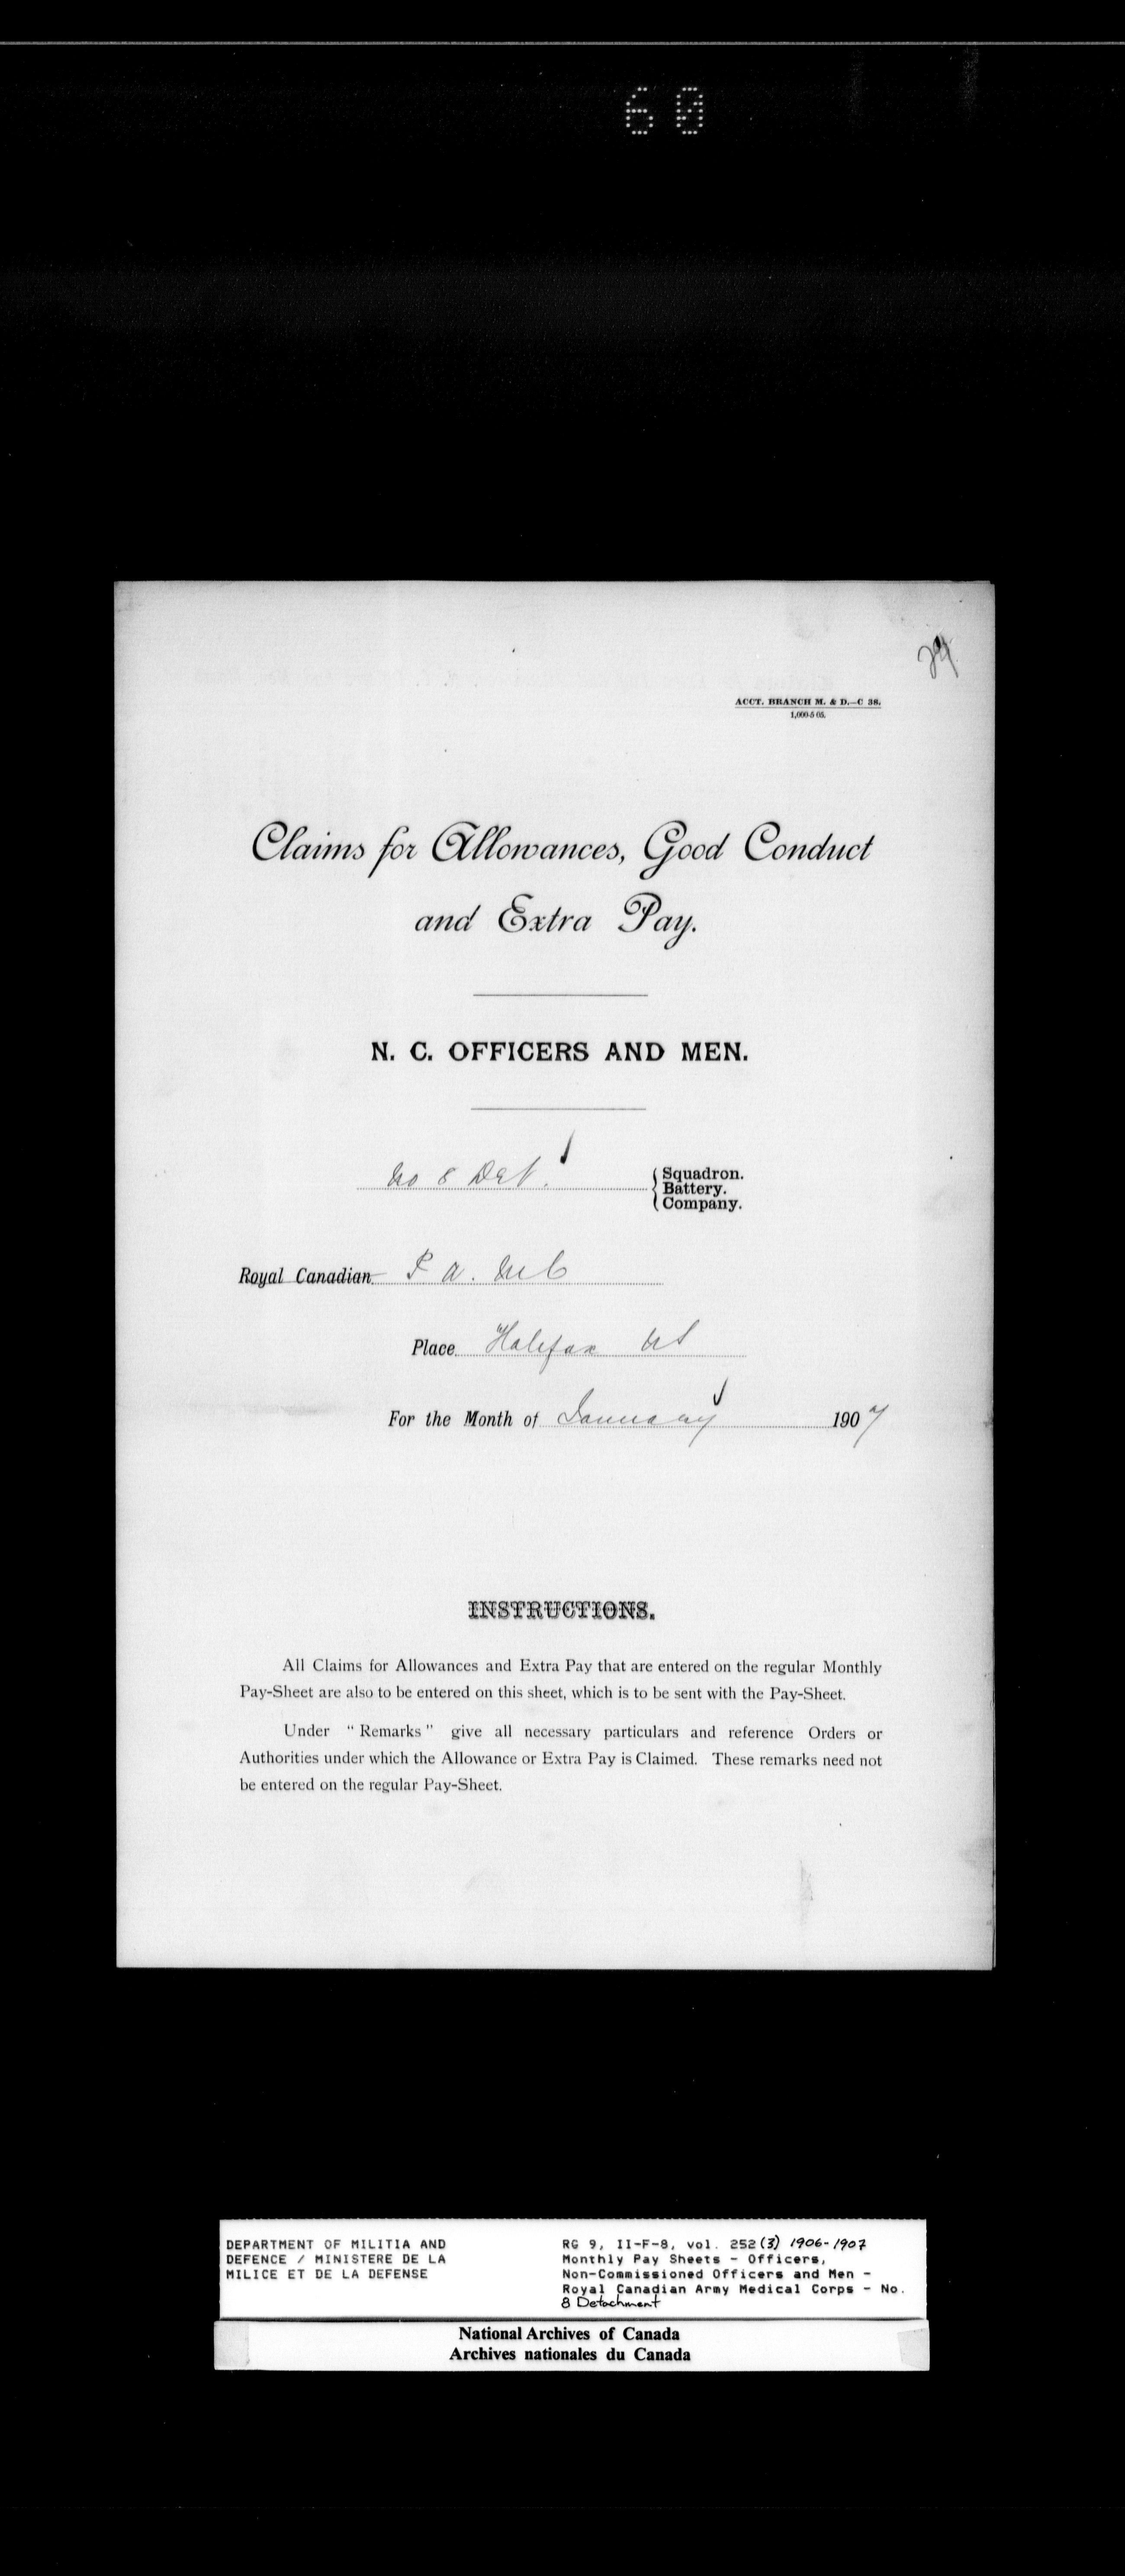 60
ACCT. BRANCH M. & D.—C 38.
1,000-5 05.
Claims for Allowances, Good Conduct
and Extra Pay.
N. C. OFFICERS AND MEN.
No 8 Det.
Squadron.
Battery.
Company.
Royal Canadian P A. M C
Place Halifax NS
For the Month of January 1907
INSTRUCTIONS.
All Claims for Allowances and Extra Pay that are entered on the regular Monthly
Pay-Sheet are also to be entered on this sheet, which is to be sent with the Pay-Sheet.
Under "Remarks" give all necessary particulars and reference Orders or
Authorities under which the Allowance or Extra Pay is Claimed. These remarks need not
be entered on the regular Pay-Sheet.
DEPARTMENT OF MILITIA AND
DEFENCE / MINISTERE DE LA
MILICE ET DE LA DEFENSE
RG 9, II-F-8, vol. 252 (3) 1906-1907
Monthly Pay Sheets - Officers,
Non-Commissioned Officers and Men -
Royal Canadian Army Medical Corps - No.
8 Detachment
National Archives of Canada
Archives nationales du Canada